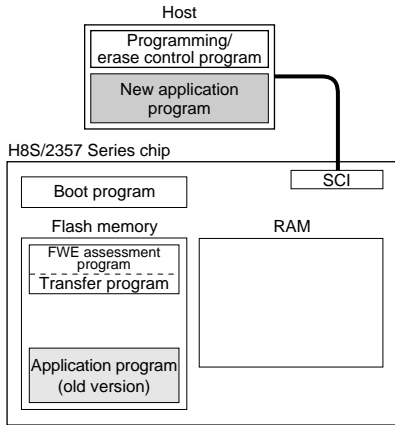 Host
Programming/
erase control program
New application
program
H8S/2357 Series chip
SCI
Boot program
Flash memory
RAM
FWE assessment
program
Transfer program
Application program
(old version)